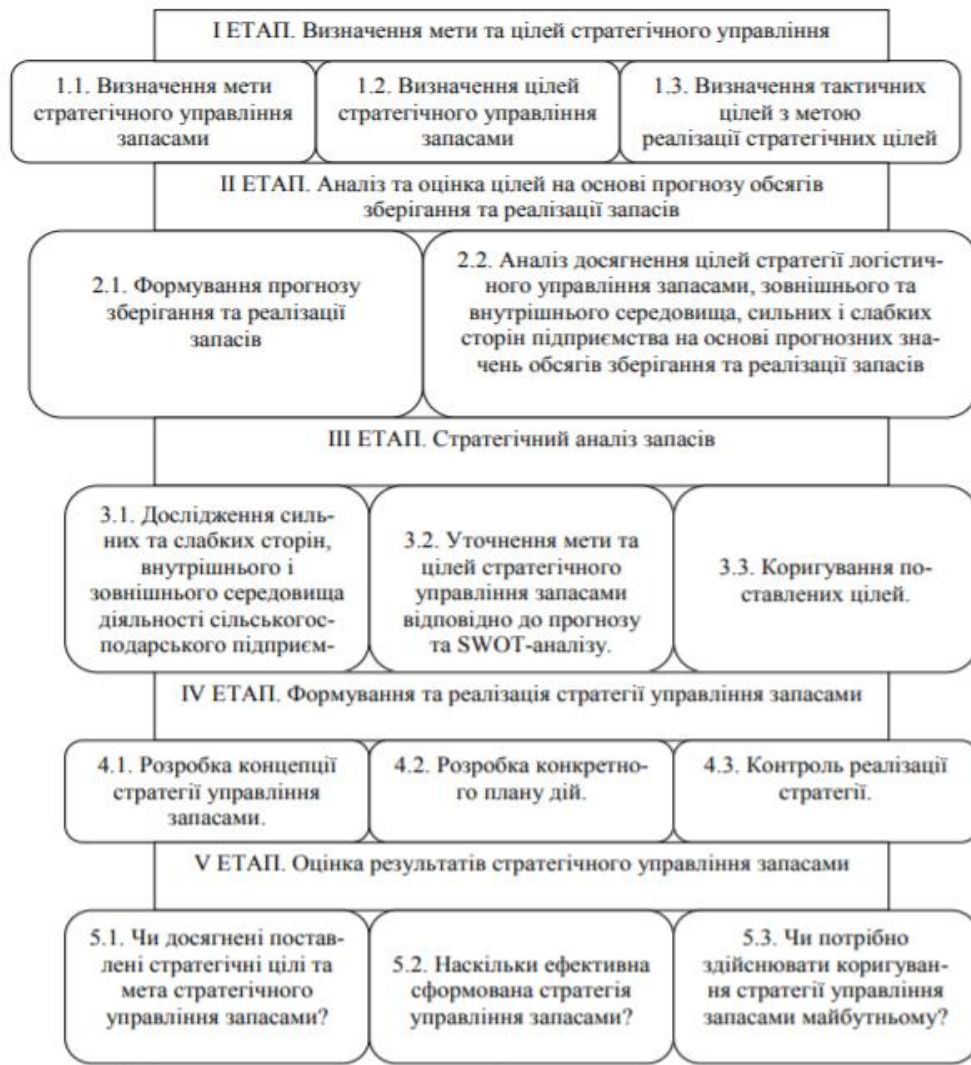 І ЕТАП. Визначення мети та цілей стратегічного управління
1.1. Визначення мети
стратегічного управління
запасами
1.2. Визначення цілей
стратегічного управління
запасами
1.3. Визначення тактичних
цілей з метою
реалізації стратегічних цілей
ІІ ЕТАП. Аналіз та оцінка цілей на основі прогнозу обсягів
зберігання та реалізації запасів
2.1. Формування прогнозу
зберігання та реалізації
запасів
2.2. Аналіз досягнення цілей стратегії логістич-
ного управління запасами, зовнішнього та
внутрішнього середовища, сильних і слабких
сторін підприємства на основі прогнозних зна-
чень обсягів зберігання та реалізації запасів
ІІІ ЕТАП. Стратегічний аналіз запасів
3.1. Дослідження силь-
них та слабких сторін,
внутрішнього і
зовнішнього середовища
діяльності сільськогос-
подарського підприєм-
3.2. Уточнення мети та
цілей стратегічного
управління запасами
відповідно до прогнозу
та SWOT-аналізу.
3.3. Коригування по-
ставлених цілей.
IV ЕТАП. Формування та реалізація стратегії управління запасами
4.1. Розробка концепції
стратегії управління
запасами.
4.2. Розробка конкретно-
го плану дій.
4.3. Контроль реалізації
стратегії.
V ЕТАП. Оцінка результатів стратегічного управління запасами
5.1. Чи досягнені постав-
лені стратегічні цілі та
мета стратегічного
управління запасами?
5.2. Наскільки ефективна
сформована стратегія
управління запасами?
5.3. Чи потрібно
здійснювати коригуван-
ня стратегії управління
запасами майбутньому?